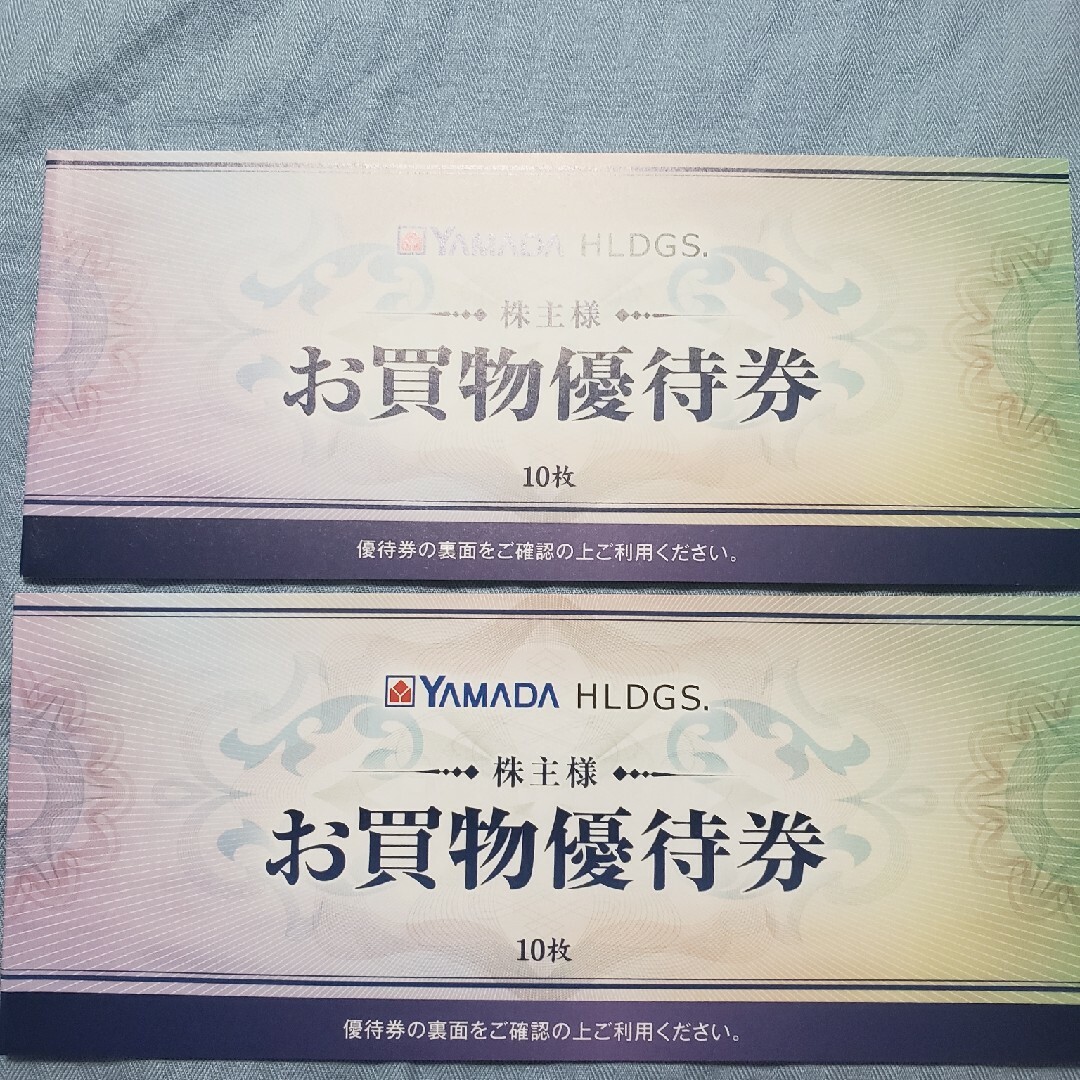 YAMADA HLDGS.
株主様
お買物優待券
10枚
優待券の裏面をご確認の上ご利用ください。
YAMADA HLDGS.
株主様
お買物優待券
10枚
優待券の裏面をご確認の上ご利用ください。